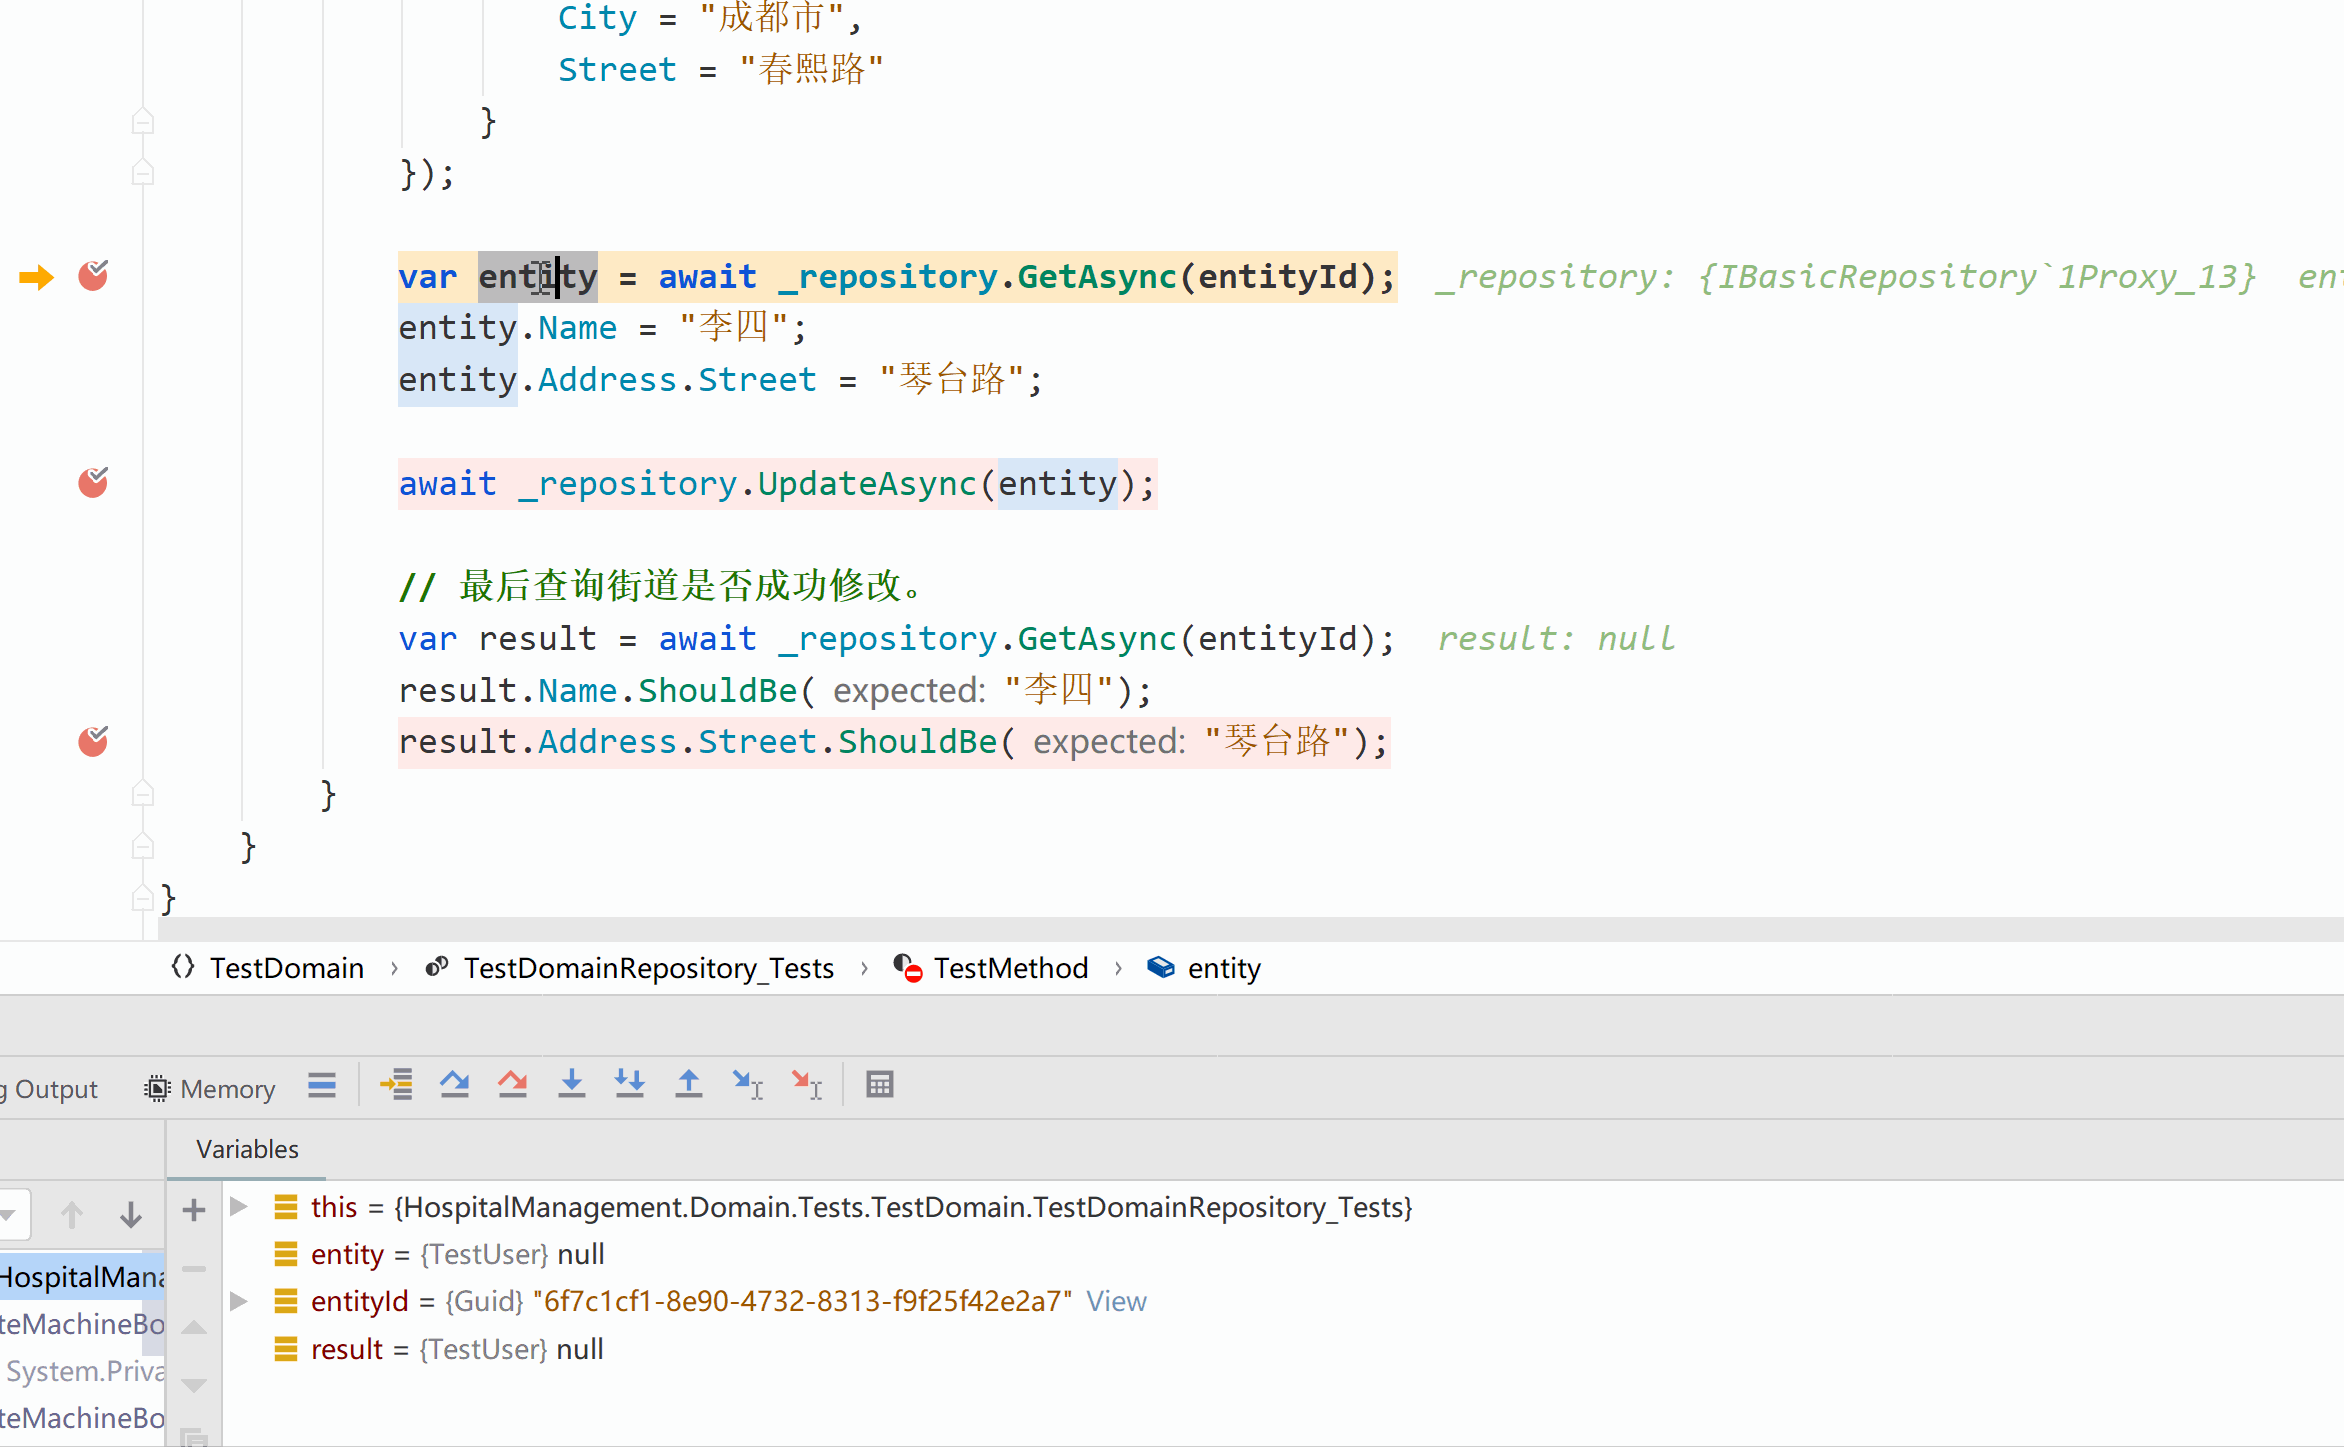 City = "成都市",
Street = "春熙路"
}
});
var entity = await _repository.GetAsync(entityId); _repository: {IBasicRepository`1Proxy_13} ent
entity.Name = "李四";
entity.Address.Street = "琴台路";
await _repository.UpdateAsync(entity);
// 最后查询街道是否成功修改。
var result = await _repository.GetAsync(entityId); result: null
result.Name.ShouldBe( expected: "李四");
result.Address.Street.ShouldBe( expected: "琴台路");
}
}
}
TestDomain › TestDomainRepository_Tests › TestMethod › entity
g Output Memory
Variables
this = {HospitalManagement.Domain.Tests.TestDomain.TestDomainRepository_Tests}
entity = {TestUser} null
entityId = {Guid} "6f7c1cf1-8e90-4732-8313-f9f25f42e2a7" View
result = {TestUser} null
HospitalMana
teMachineBo
System.Priva
teMachineBo